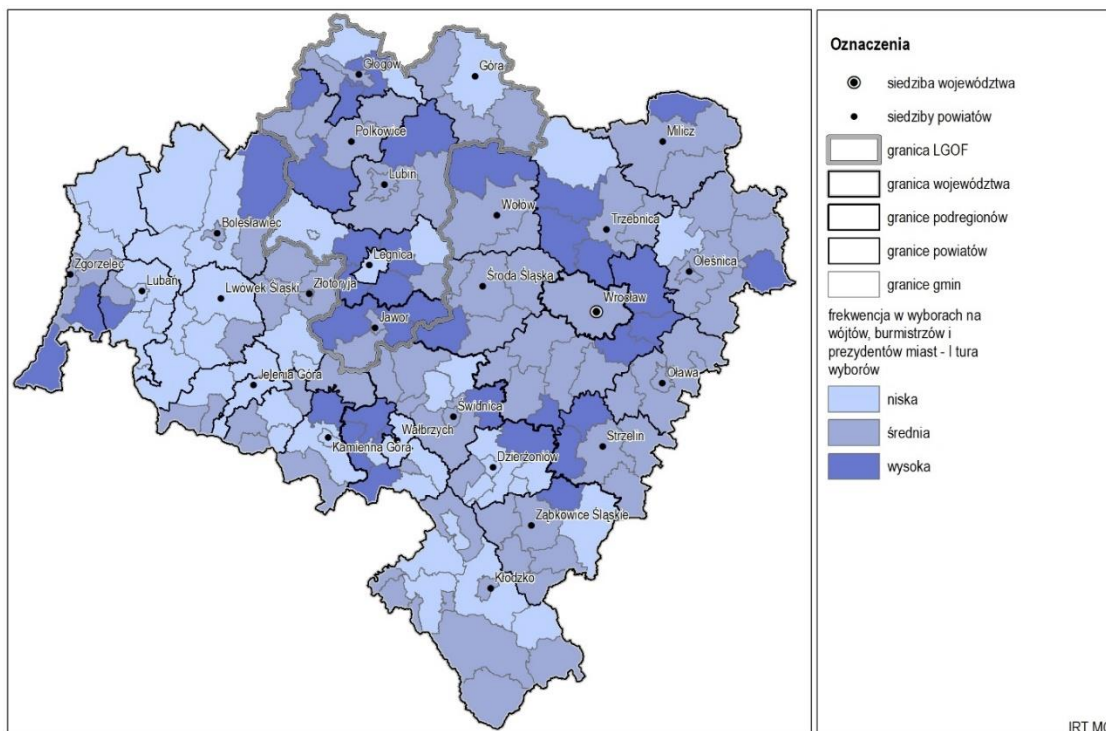 Głogów
Góra
Polkowice
Milicz
Lubin
Wołów
Trzebnica
Bolesławiec
Oleśnica
Legnica
Zgorzelec
Lubań
Lwówek Śląski
Złotoryja
Środa Śląska
Wrocław
Jawor
Jelenia Góra
Oława
Świdnica
Kamienna Góra
Wałbrzych
Strzelin
Dzierżoniów
Ząbkowice Śląskie
Kłodzko
Oznaczenia
siedziba województwa
siedziby powiatów
granica LGOF
granica województwa
granice podregionów
granice powiatów
granice gmin
frekwencja w wyborach na
wójtów, burmistrzów i
prezydentów miast - I tura
wyborów
niska
średnia
wysoka
IRT MC